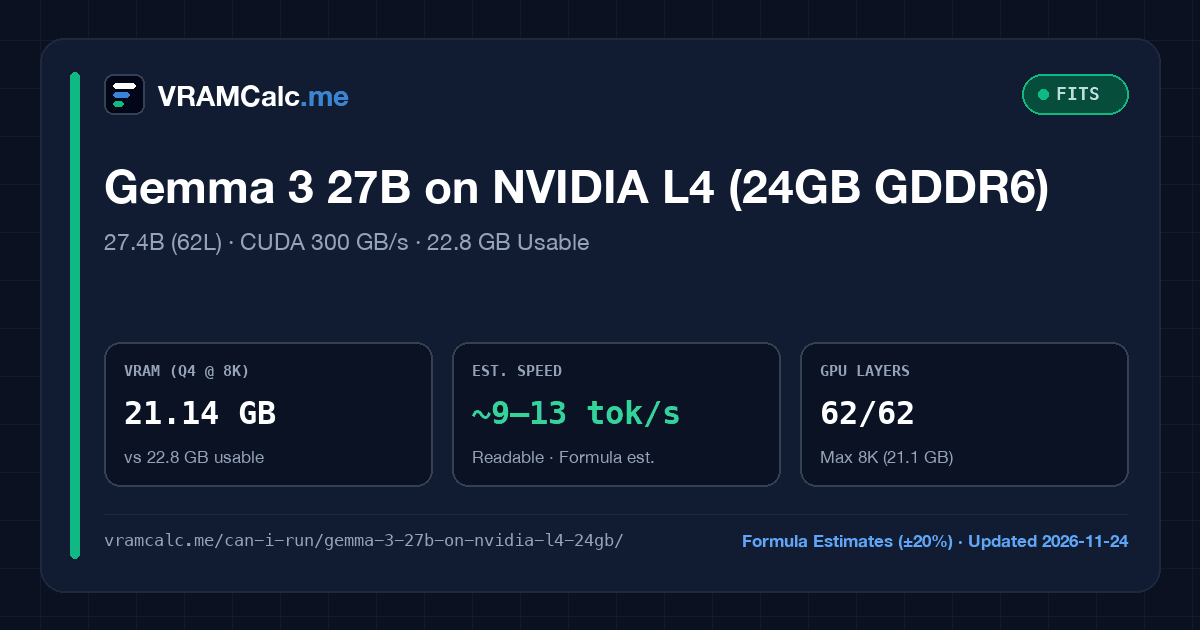 VRAMCalc.me
FITS
Gemma 3 27B on NVIDIA L4 (24GB GDDR6)
27.4B (62L) · CUDA 300 GB/s · 22.8 GB Usable
VRAM (Q4 @ 8K)
21.14 GB
vs 22.8 GB usable
EST. SPEED
~9–13 tok/s
Readable · Formula est.
GPU LAYERS
62/62
Max 8K (21.1 GB)
vramcalc.me/can-i-run/gemma-3-27b-on-nvidia-l4-24gb/
Formula Estimates (±20%) · Updated 2026-11-24